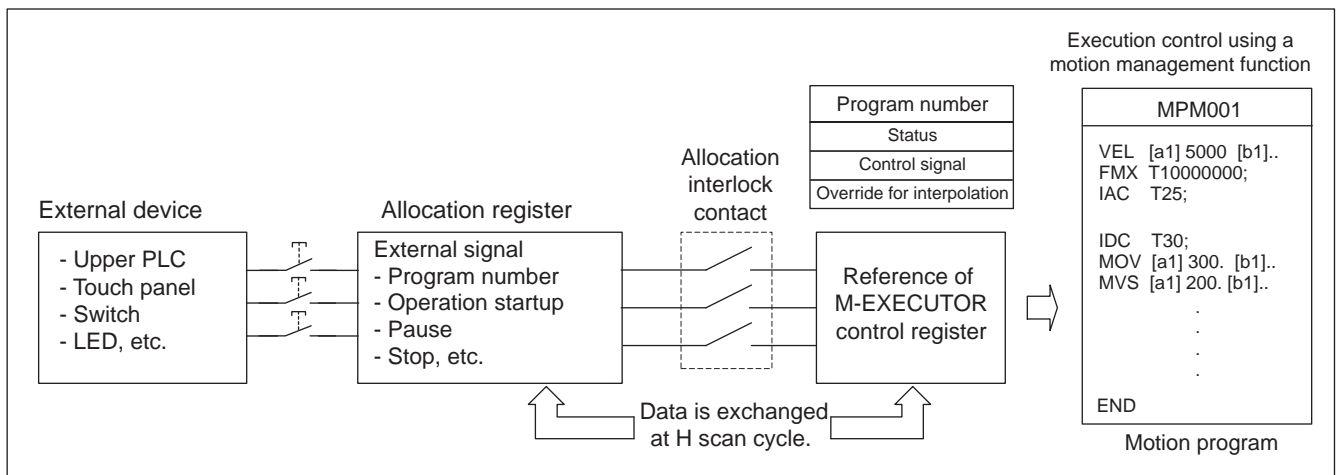 Execution control using a
motion management function
Program number
Status
Control signal
Override for interpolation
MPM001
VEL [a1] 5000 [b1]..
FMX T10000000;
IAC T25;
IDC T30;
MOV [a1] 300. [b1]..
MVS [a1] 200. [b1]..
.
.
.
.
.
END
Motion program
Allocation
interlock
contact
External device
- Upper PLC
- Touch panel
- Switch
- LED, etc.
Allocation register
External signal
- Program number
- Operation startup
- Pause
- Stop, etc.
Reference of
M-EXECUTOR
control register
Data is exchanged
at H scan cycle.